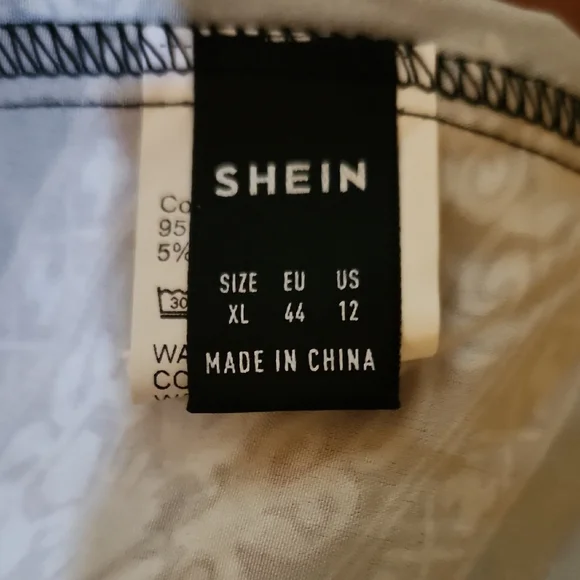 SHEIN
SIZE EU US
XL 44 12
MADE IN CHINA
Co
95
5%
30
WA
CO